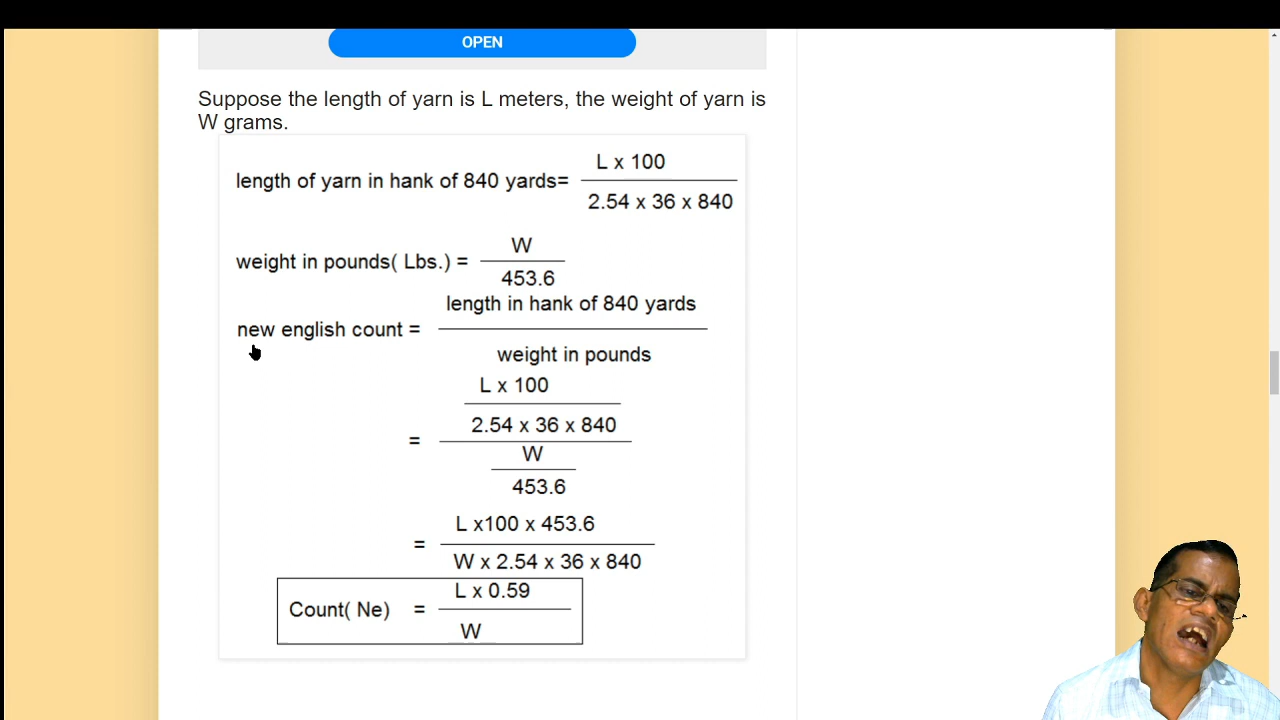 OPEN
Suppose the length of yarn is L meters, the weight of yarn is
W grams.
L x 100
length of yarn in hank of 840 yards=
2.54 x 36 x 840
W
weight in pounds( Lbs.) =
453.6
length in hank of 840 yards
new english count =
weight in pounds
L x 100
2.54 x 36 x 840
=
W
453.6
L x100 x 453.6
=
W x 2.54 x 36 x 840
L x 0.59
Count( Ne) =
W